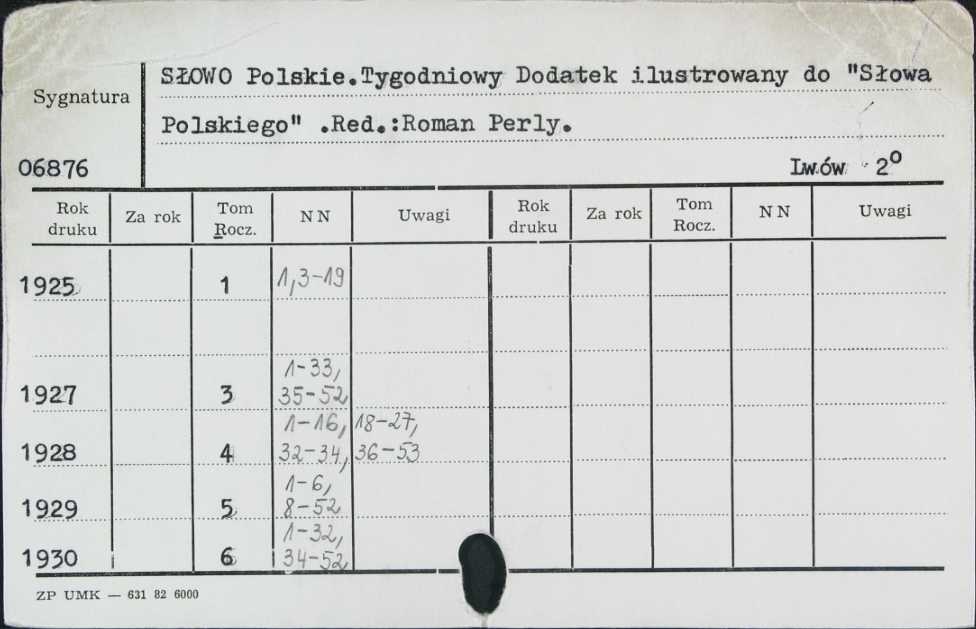 SŁOWO Polskie.Tygodniowy Dodatek ilustrowany do "Słowa
Sygnatura
Polskiego" .Red.:Roman Perly.
06876
Lwów 2º
Rok druku Za rok Tom Rocz. NN Uwagi Rok druku Za rok Tom Rocz. NN Uwagi
1925 1 1,3-19
1-33,
1927 3 35-52
1-16, 18-27,
1928 4 32-34, 36-53
1-6,
1929 5 8-52
1-32,
1930 6 34-52
ZP UMK — 631 82 6000